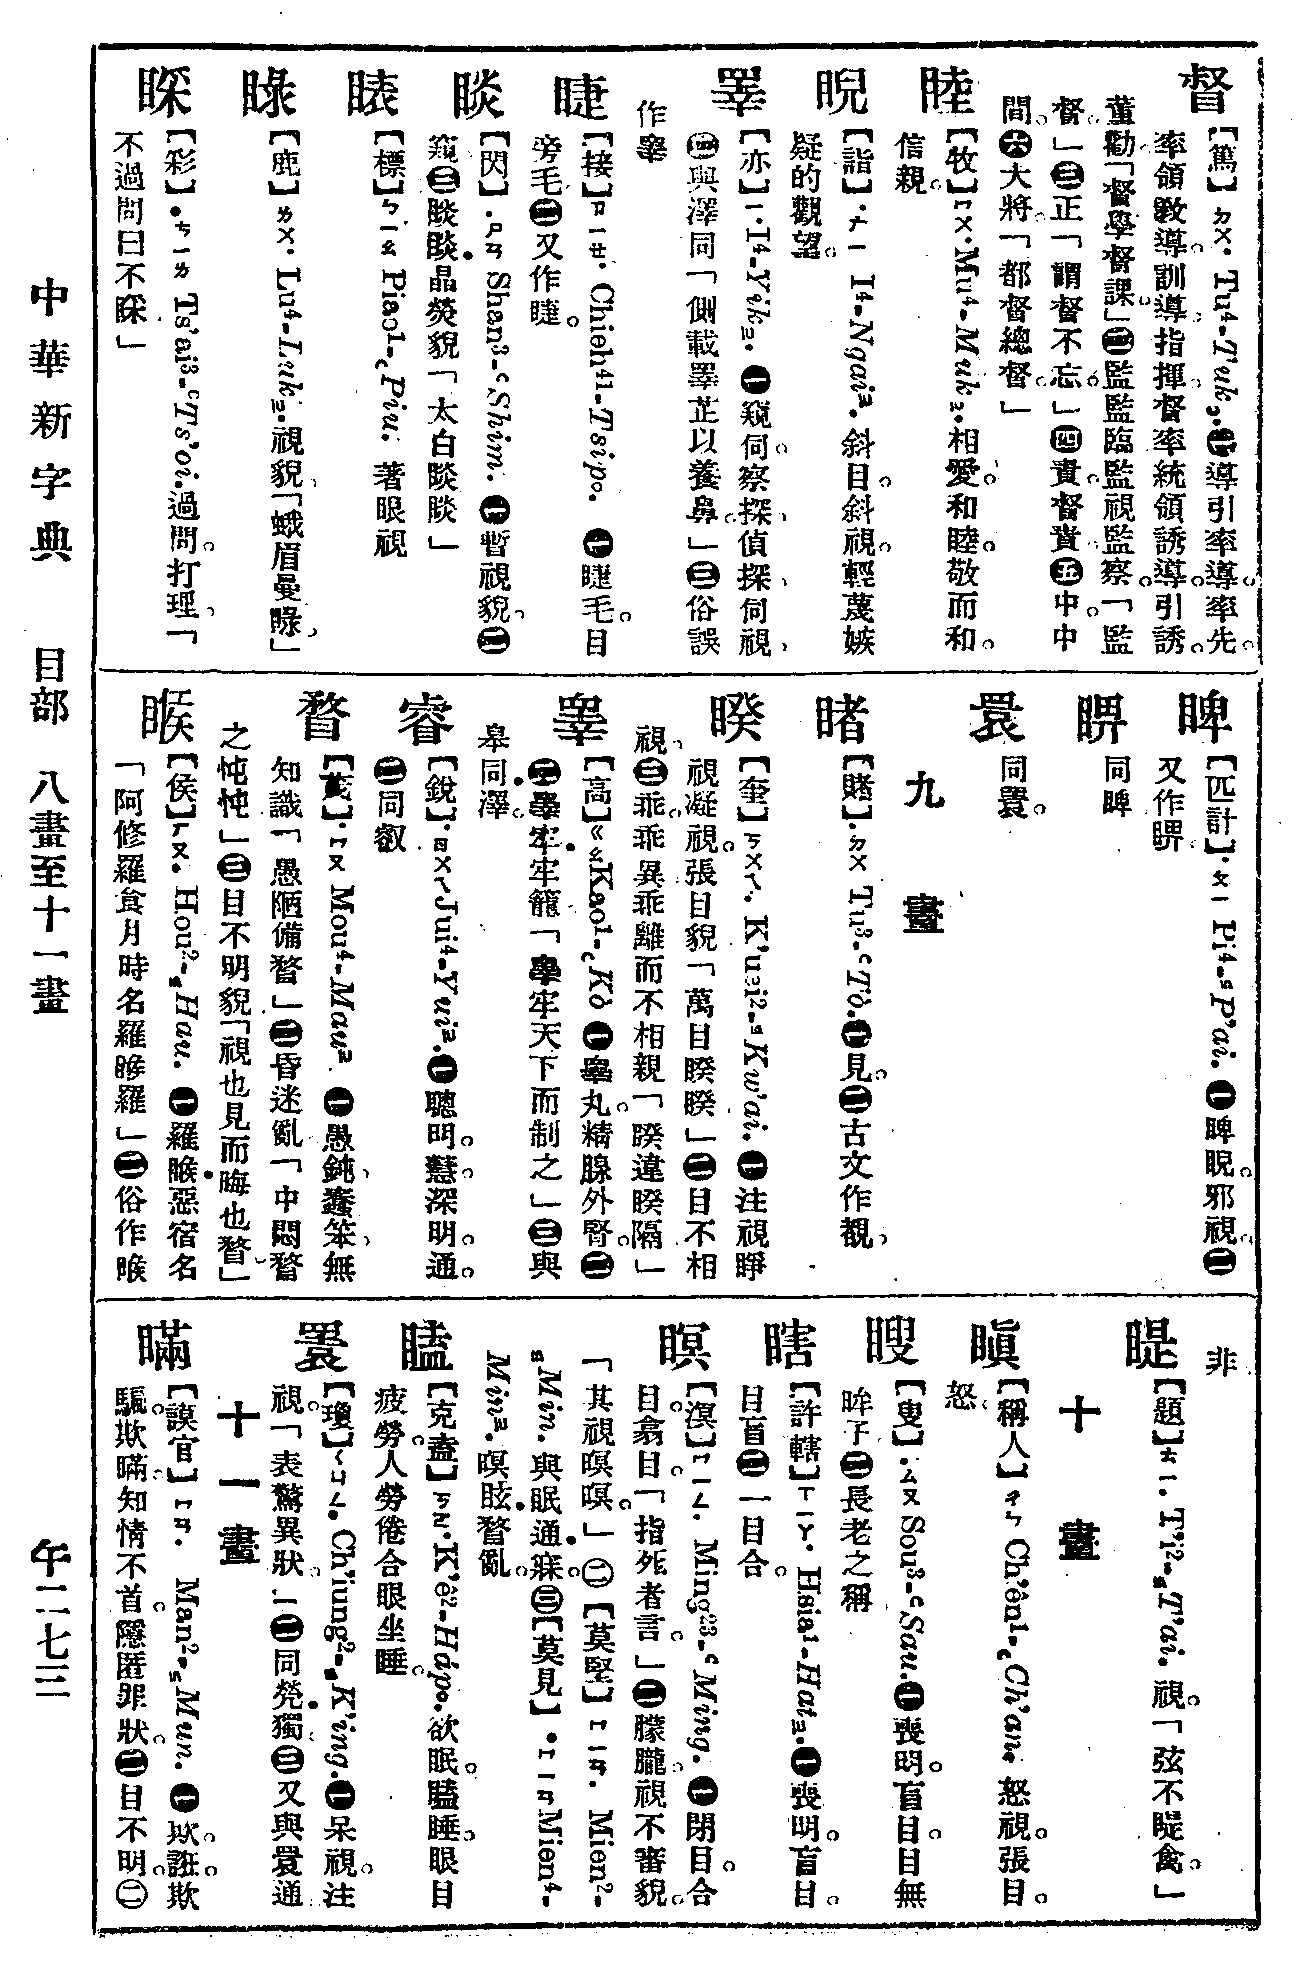 中華新字典　目部　八畫至十一畫　午二七三
督
【篤】ㄉㄨ· Tu⁴-Tuk。㊀導引率導。率先。
率領教導。訓導。指揮督率統領誘導。引誘。
董勸「督學督課」㊁監監臨監視監察。「監
督。」㊂正「謂督不忘。」㊃責。督責㊄中。中
間。㊅大將。「都督總督。」
睦
【牧】ㄇㄨ· Mu⁴-Muk₂. 相愛。和睦。敬而和。
信親。
睨
【詣】·ㄊㄧ I⁴-Ngai². 斜目。斜視。輕蔑嫉
疑的觀望。
睪
【亦】ㄧ· I⁴-Yik₂. ㊀窺伺。察探、偵探、伺視、
㊁與澤同「側載睪芷以養鼻。」㊂俗誤
作睾
睫
【接】ㄐㄧㄝ· Chieh⁴¹-Tsip。 ㊀睫毛。目
旁毛㊁又作䀹。
睒
【閃】·ㄕㄢ Shan³-Shim. ㊀暫視貌。㊁
窺㊂睒睒晶熒貌「太白睒睒」
䁃
【標】ㄅㄧㄠ Piao¹-Piu. 著眼視
睩
【鹿】ㄌㄨ· Lu⁴-Luk₂. 視貌。「蛾眉曼睩」
睬
【彩】·ㄘㄧㄞ Ts'ai³-Ts'oi. 過問。打理。「
不過問曰不睬」
睥
【匹計】·ㄆㄧ Pi⁴-P'ai. ㊀睥睨。邪視。㊁
又作䁹
䁹
同睥
睘
同瞏。
九　畫
睹
【賭】·ㄉㄨ Tu³-Tò. ㊀見。㊁古文作覩、
睽
【奎】ㄎㄨㄟ. K'uei²-Kw'ai. ㊀注視睜
視凝視。張目貌「萬目睽睽」㊁目不相
視、㊂乖。乖異乖離而不相親「睽違睽隔」
睾
【高】ㄍㄠ Kao¹-Kò ㊀睾丸。精腺外腎。㊁
睾牢牢籠「睾牢天下而制之」㊂與
皋同。澤。
睿
【銳】·ㄖㄨㄟ Jui⁴-Yui². ㊀聰明。慧。深明。通。
㊁同叡
瞀
【茂】·ㄇㄡ Mou⁴-Mau² ㊀愚鈍、蠢笨、無
知識「愚陋備瞀」㊁昏迷亂「中悶瞀
之忳忳」㊂目不明貌「視也見而晦也瞀」
睺
【侯】ㄏㄡ. Hou²-Hau. ㊀羅睺惡宿名
「阿修羅食月時名羅睺羅」㊁俗作睺
非
睼
【題】ㄊㄧ. T'i²-T'ai. 視。「弦不睼禽。」
十　畫
瞋
【稱人】ㄔㄣ Ch'ên¹-Ch'an。 怒視。張目。
怒
瞍
【叟】·ㄙㄡ Sou³-Sau. ㊀喪明。盲目。目無
眸子㊁長老之稱
瞎
【許轄】ㄒㄧㄚ. Hsia¹-Hat₂. ㊀喪明。盲目。
目盲㊁一目合。
瞑
【溟】ㄇㄧㄥ. Ming²³-Ming. ㊀閉目。合
目。翕目。「指死者言。」㊁朦朧。視不審貌。
「其視瞑瞑。」㊁【莫堅】ㄇㄧㄢ. Mien²-
Min. 與眠通。寐。㊂【莫見】·ㄇㄧㄢ Mien⁴-
Min². 瞑眩瞀亂。
瞌
【克盍】ㄎㄜ. K'ê²-Háp。 欲眠。瞌睡。眼目
疲勞。人勞倦合眼坐睡。
瞏
【瓊】ㄑㄩㄥ. Ch'iung²-K'ing. ㊀呆視。注
視。「表驚異狀」㊁同煢獨、㊂又與睘通
十一畫
瞞
【謨官】ㄇㄢ. Man²-Mun. ㊀欺。誑。欺
騙。欺瞞。知情不首。隱匿罪狀。㊁目不明。㊁